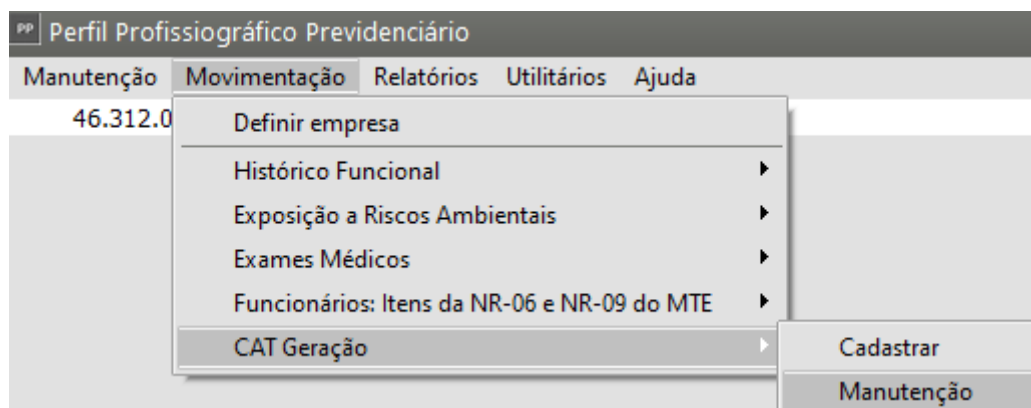 PP Perfil Profissiográfico Previdenciário
Manutenção Movimentação Relatórios Utilitários Ajuda
46.312.0
Definir empresa
Histórico Funcional
Exposição a Riscos Ambientais
Exames Médicos
Funcionários: Itens da NR-06 e NR-09 do MTE
CAT Geração
Cadastrar
Manutenção